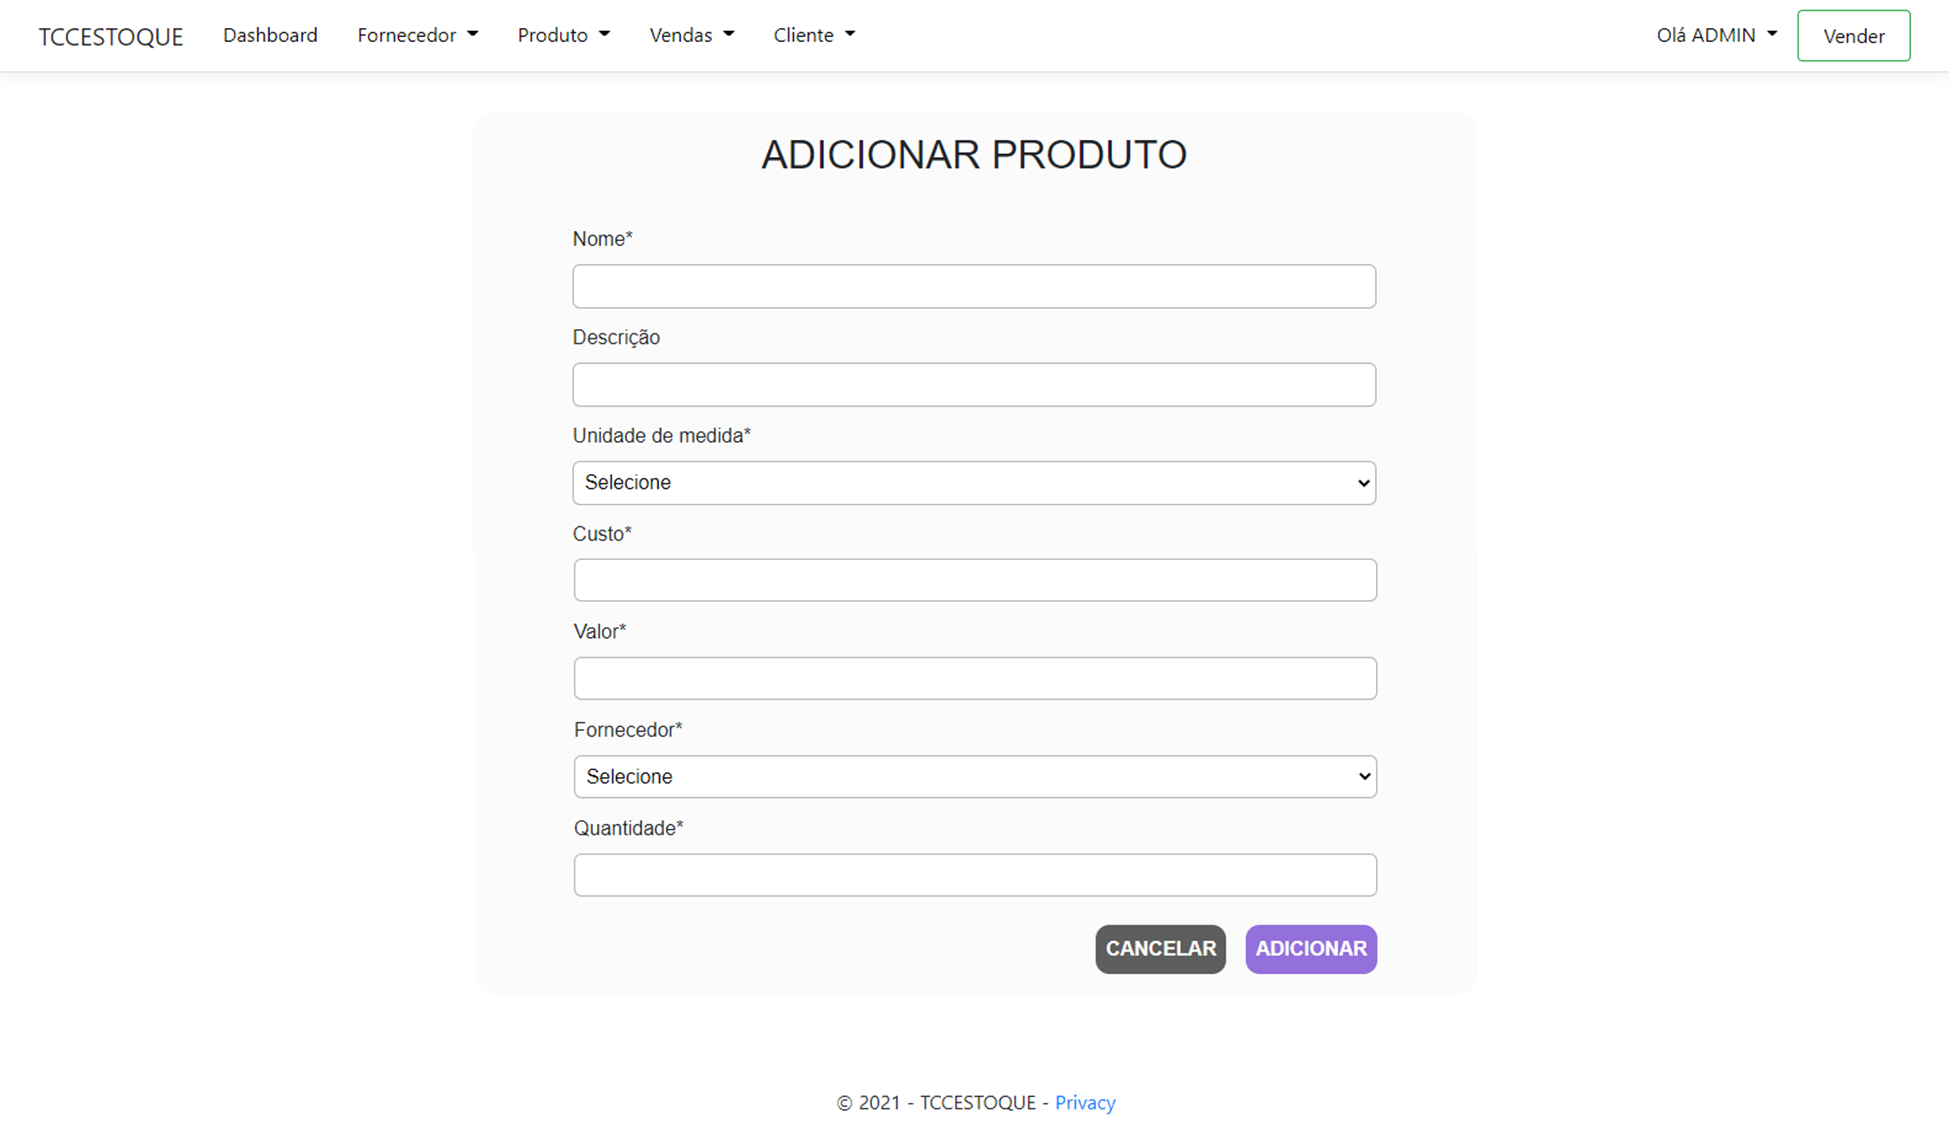 TCCESTOQUE Dashboard Fornecedor Produto Vendas Cliente Olá ADMIN Vender
ADICIONAR PRODUTO
Nome*
Descrição
Unidade de medida*
Selecione
Custo*
Valor*
Fornecedor*
Selecione
Quantidade*
CANCELAR ADICIONAR
© 2021 - TCCESTOQUE - Privacy